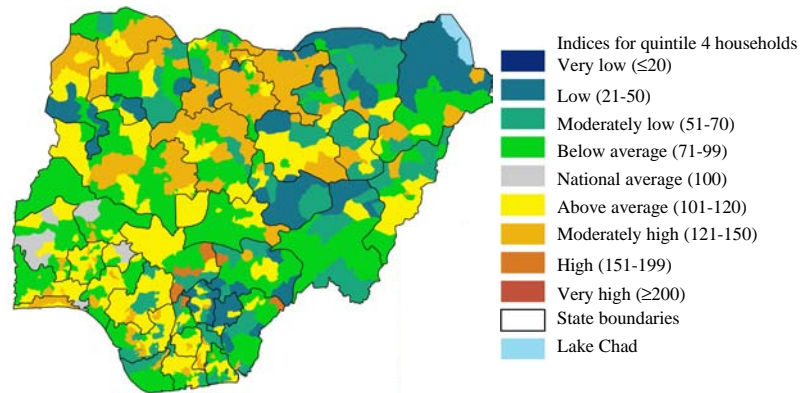 Indices for quintile 4 households
Very low (≤20)
Low (21-50)
Moderately low (51-70)
Below average (71-99)
National average (100)
Above average (101-120)
Moderately high (121-150)
High (151-199)
Very high (≥200)
State boundaries
Lake Chad